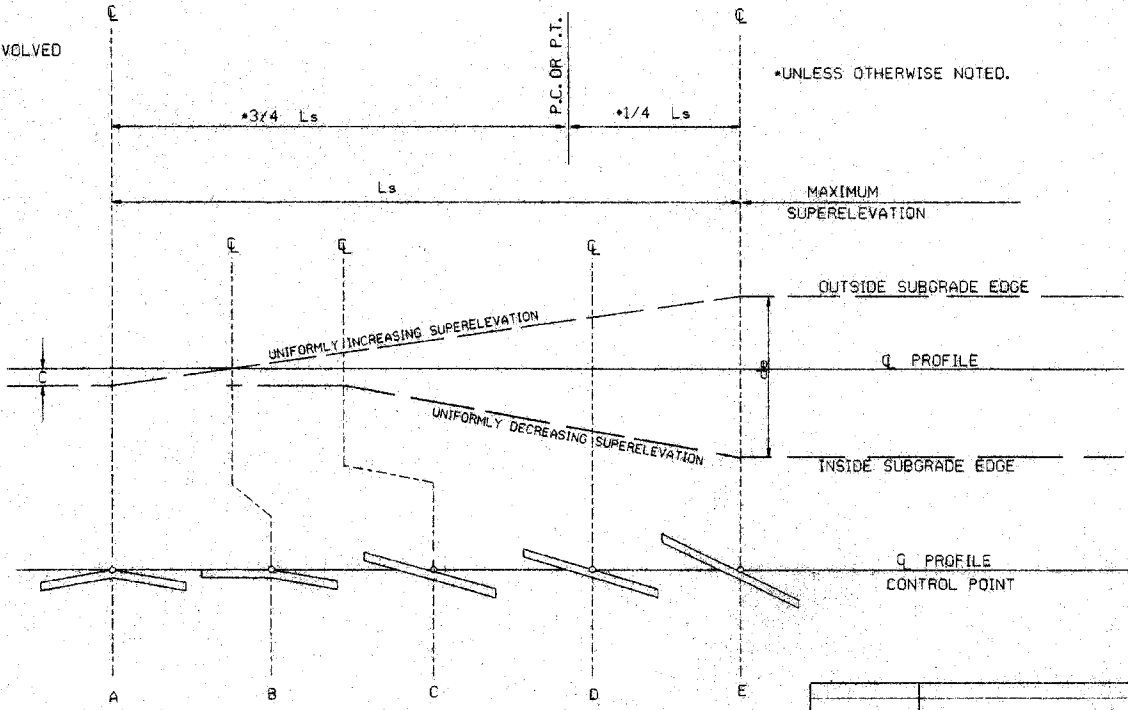 ℄
℄
VOLVED
P.C. OR P.T.
*UNLESS OTHERWISE NOTED.
*3/4 Ls
*1/4 Ls
Ls
MAXIMUM
SUPERELEVATION
℄
℄
℄
OUTSIDE SUBGRADE EDGE
UNIFORMLY INCREASING SUPERELEVATION
℄ PROFILE
C
UNIFORMLY DECREASING SUPERELEVATION
INSIDE SUBGRADE EDGE
℄ PROFILE
CONTROL POINT
A
B
C
D
E